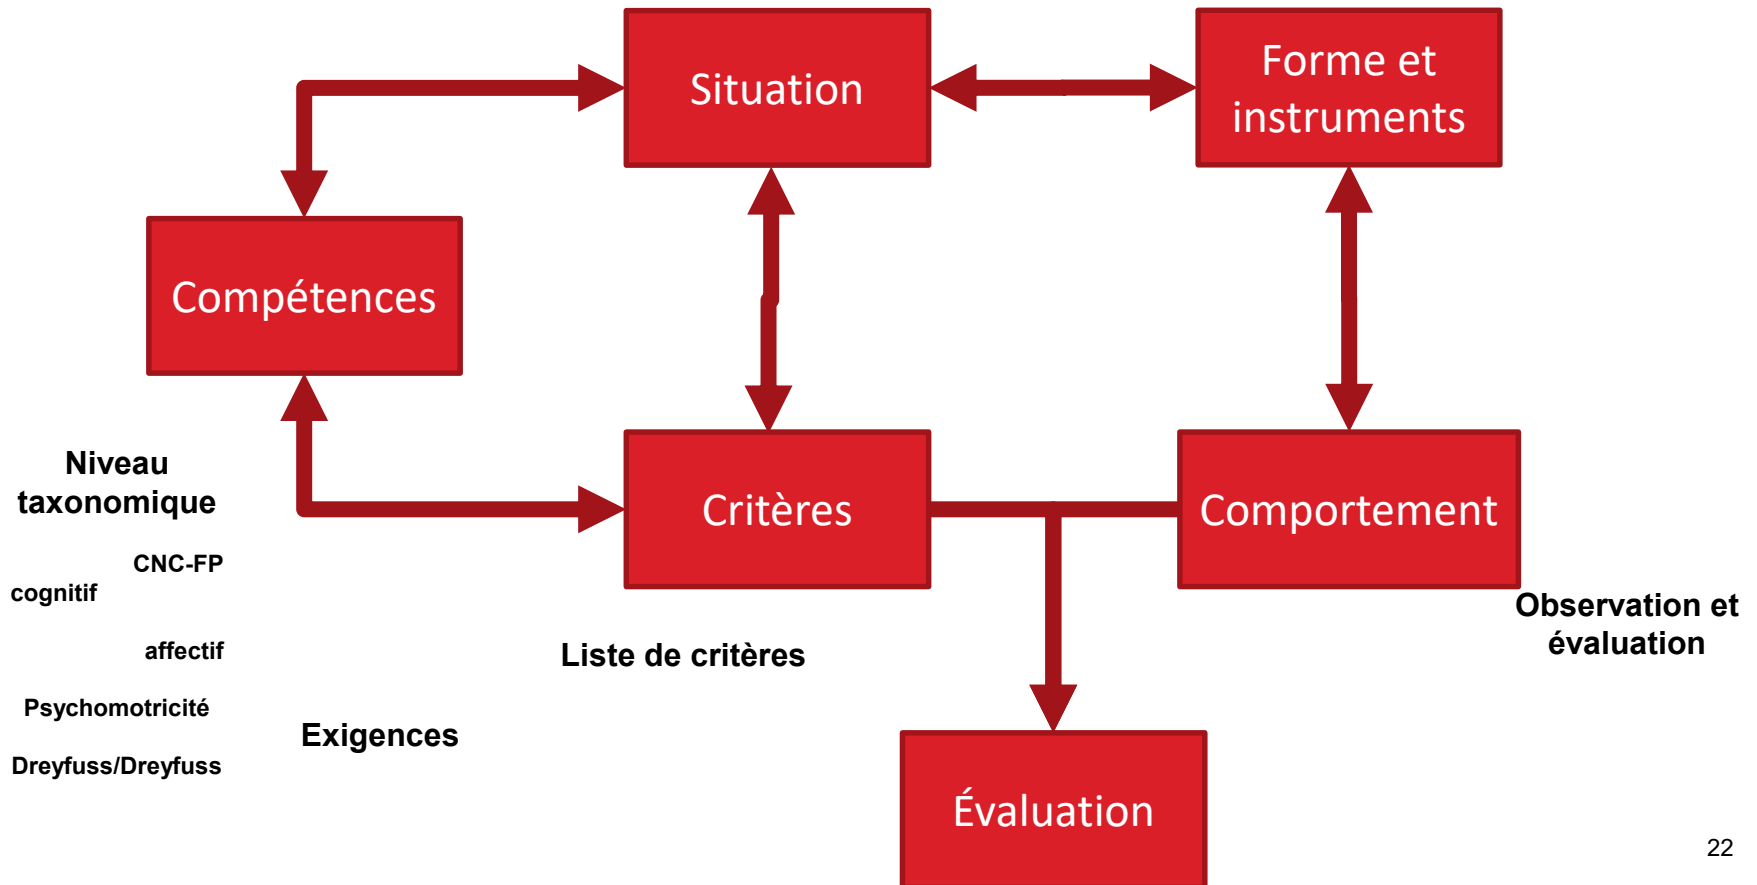 Situation
Forme et
instruments
Compétences
Niveau
taxonomique
CNC-FP
cognitif
affectif
Psychomotricité
Dreyfuss/Dreyfuss
Exigences
Critères
Liste de critères
Comportement
Observation et
évaluation
Évaluation
22